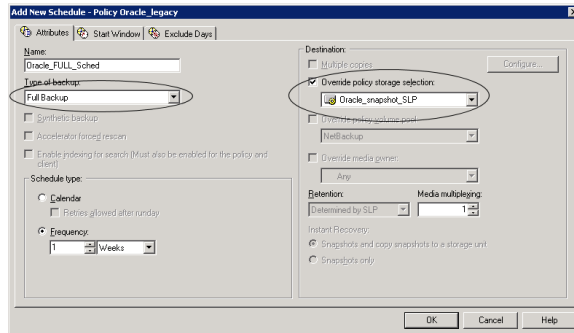 Add New Schedule - Policy Oracle_legacy
Attributes
Start Window
Exclude Days
Name:
Oracle_FULL_Sched
Type of backup:
Full Backup
Synthetic backup
Accelerator forced rescan
Enable indexing for search (Must also be enabled for the policy and
client)
Schedule type:
Calendar
Retries allowed after runday
Frequency:
1
Weeks
Destination:
Multiple copies
Configure...
Override policy storage selection:
Oracle_snapshot_SLP
Override policy volume pool:
NetBackup
Override media owner:
Any
Retention:
Media multiplexing:
Determined by SLP
1
Instant Recovery:
Snapshots and copy snapshots to a storage unit
Snapshots only
OK
Cancel
Help